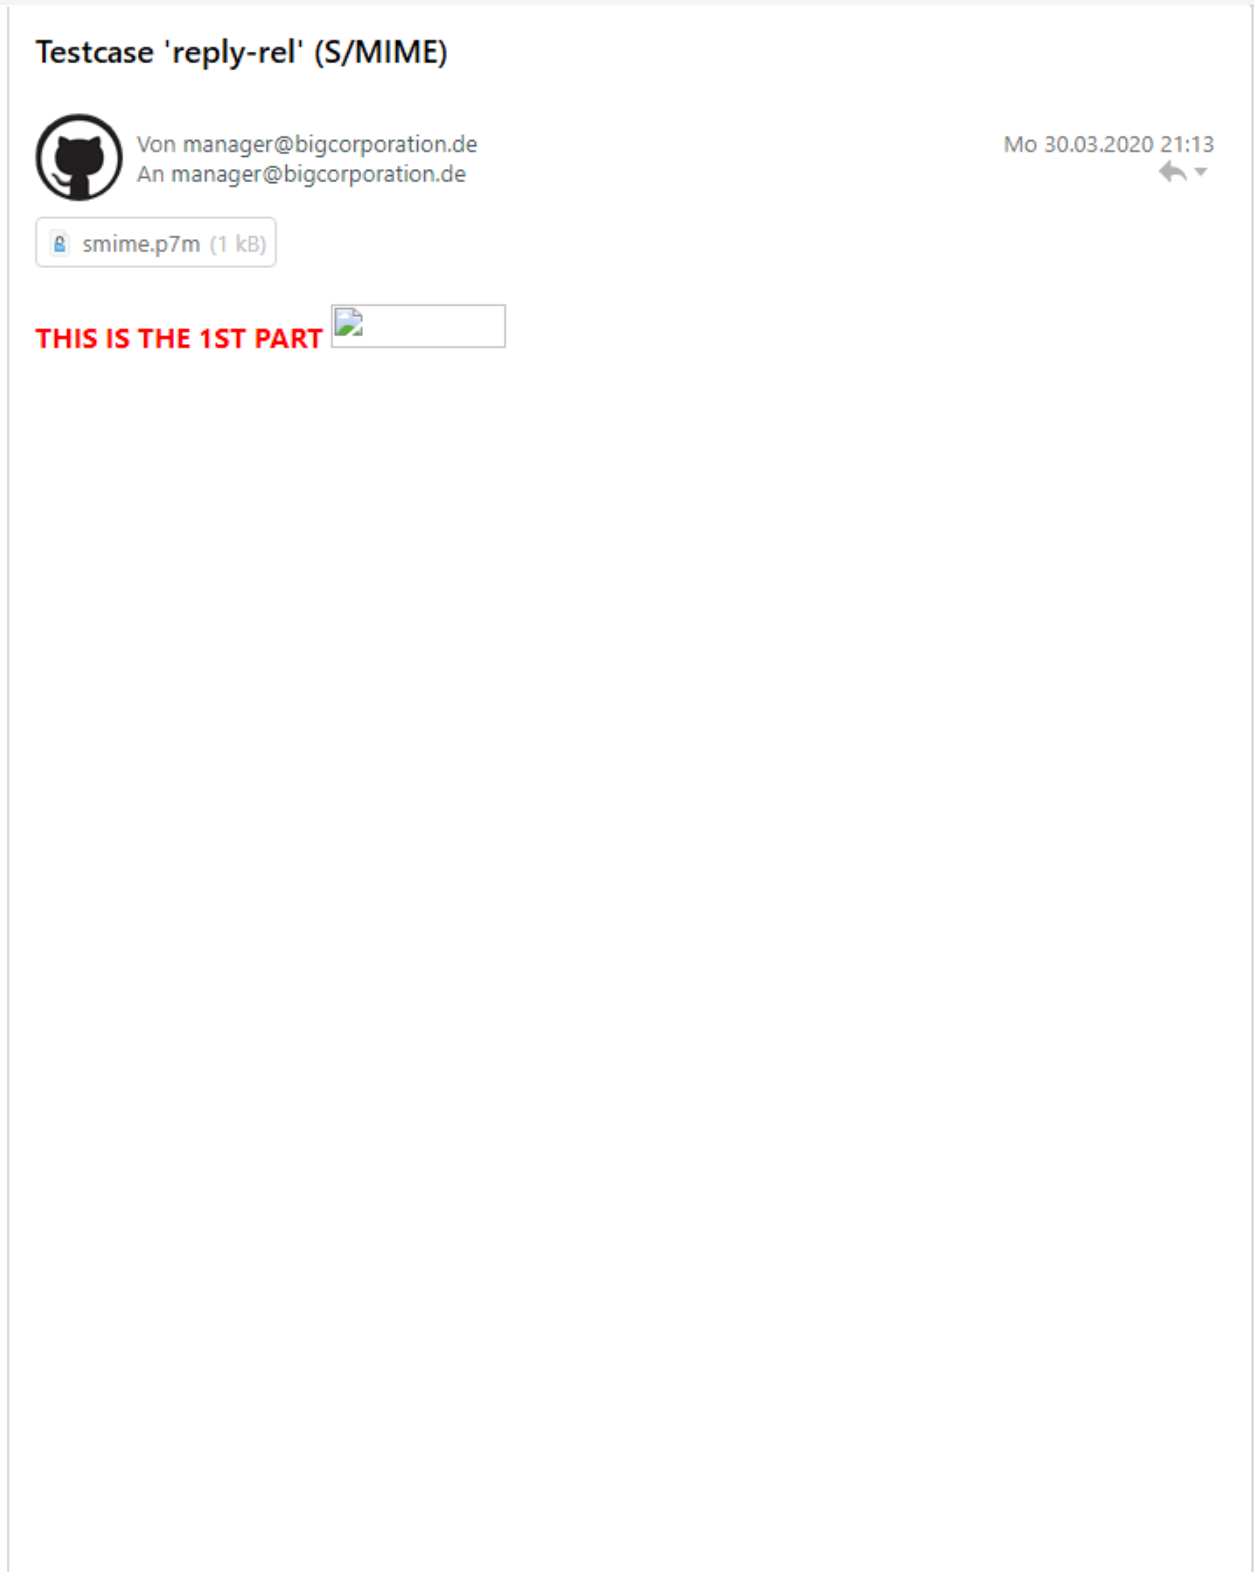 Testcase 'reply-rel' (S/MIME)
Von manager@bigcorporation.de
Mo 30.03.2020 21:13
An manager@bigcorporation.de
smime.p7m (1 kB)
THIS IS THE 1ST PART